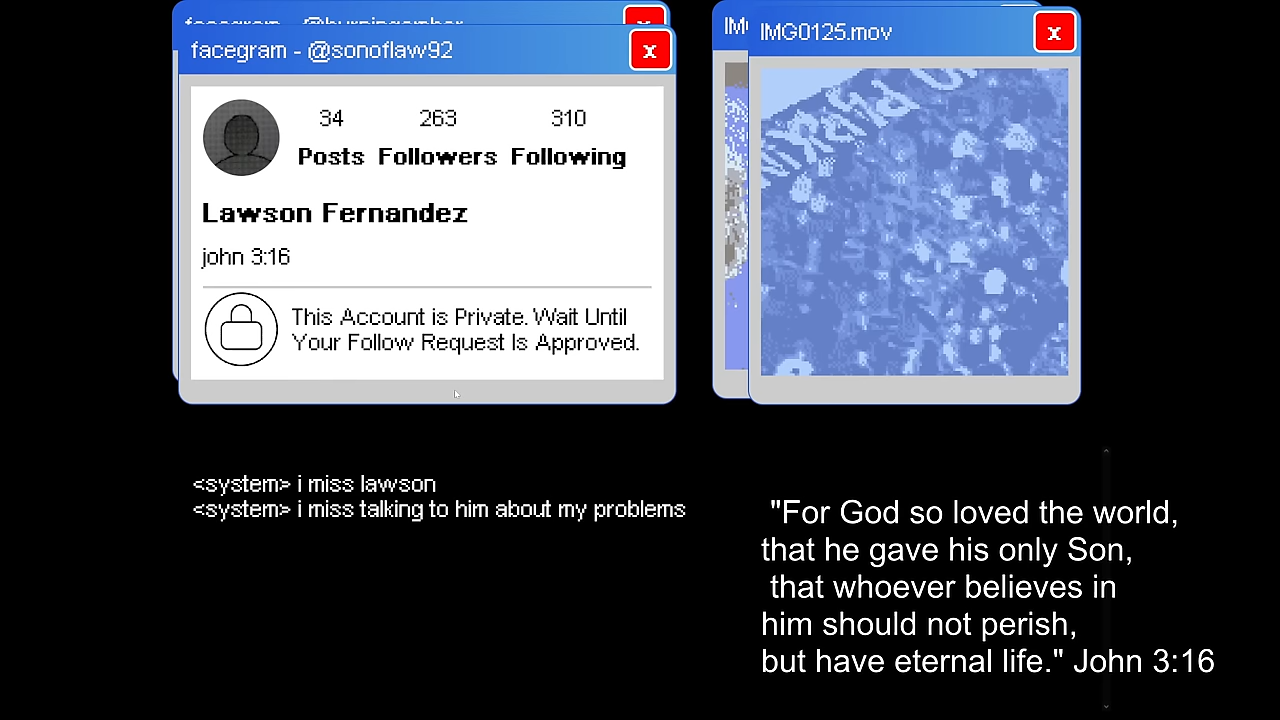 facegram - @burningamber
x
facegram - @sonoflaw92
x
34 263 310
Posts Followers Following
Lawson Fernandez
john 3:16
This Account is Private. Wait Until
Your Follow Request Is Approved.
IM
IMG0125.mov
x
<system> i miss lawson
<system> i miss talking to him about my problems
"For God so loved the world,
that he gave his only Son,
that whoever believes in
him should not perish,
but have eternal life." John 3:16